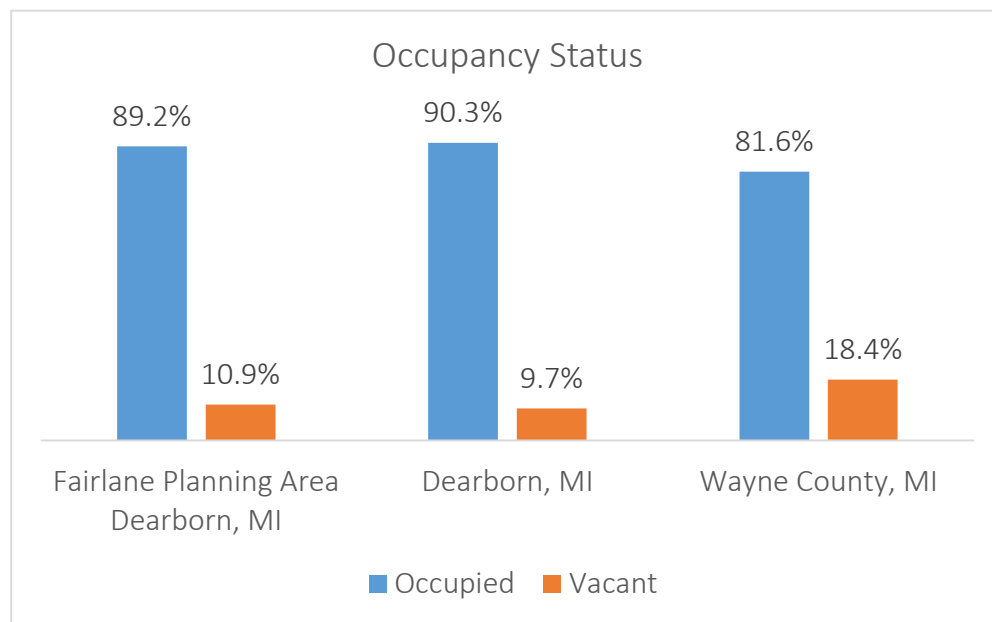 Occupancy Status
89.2%
90.3%
81.6%
10.9%
9.7%
18.4%
Fairlane Planning Area
Dearborn, MI
Dearborn, MI
Wayne County, MI
Occupied
Vacant